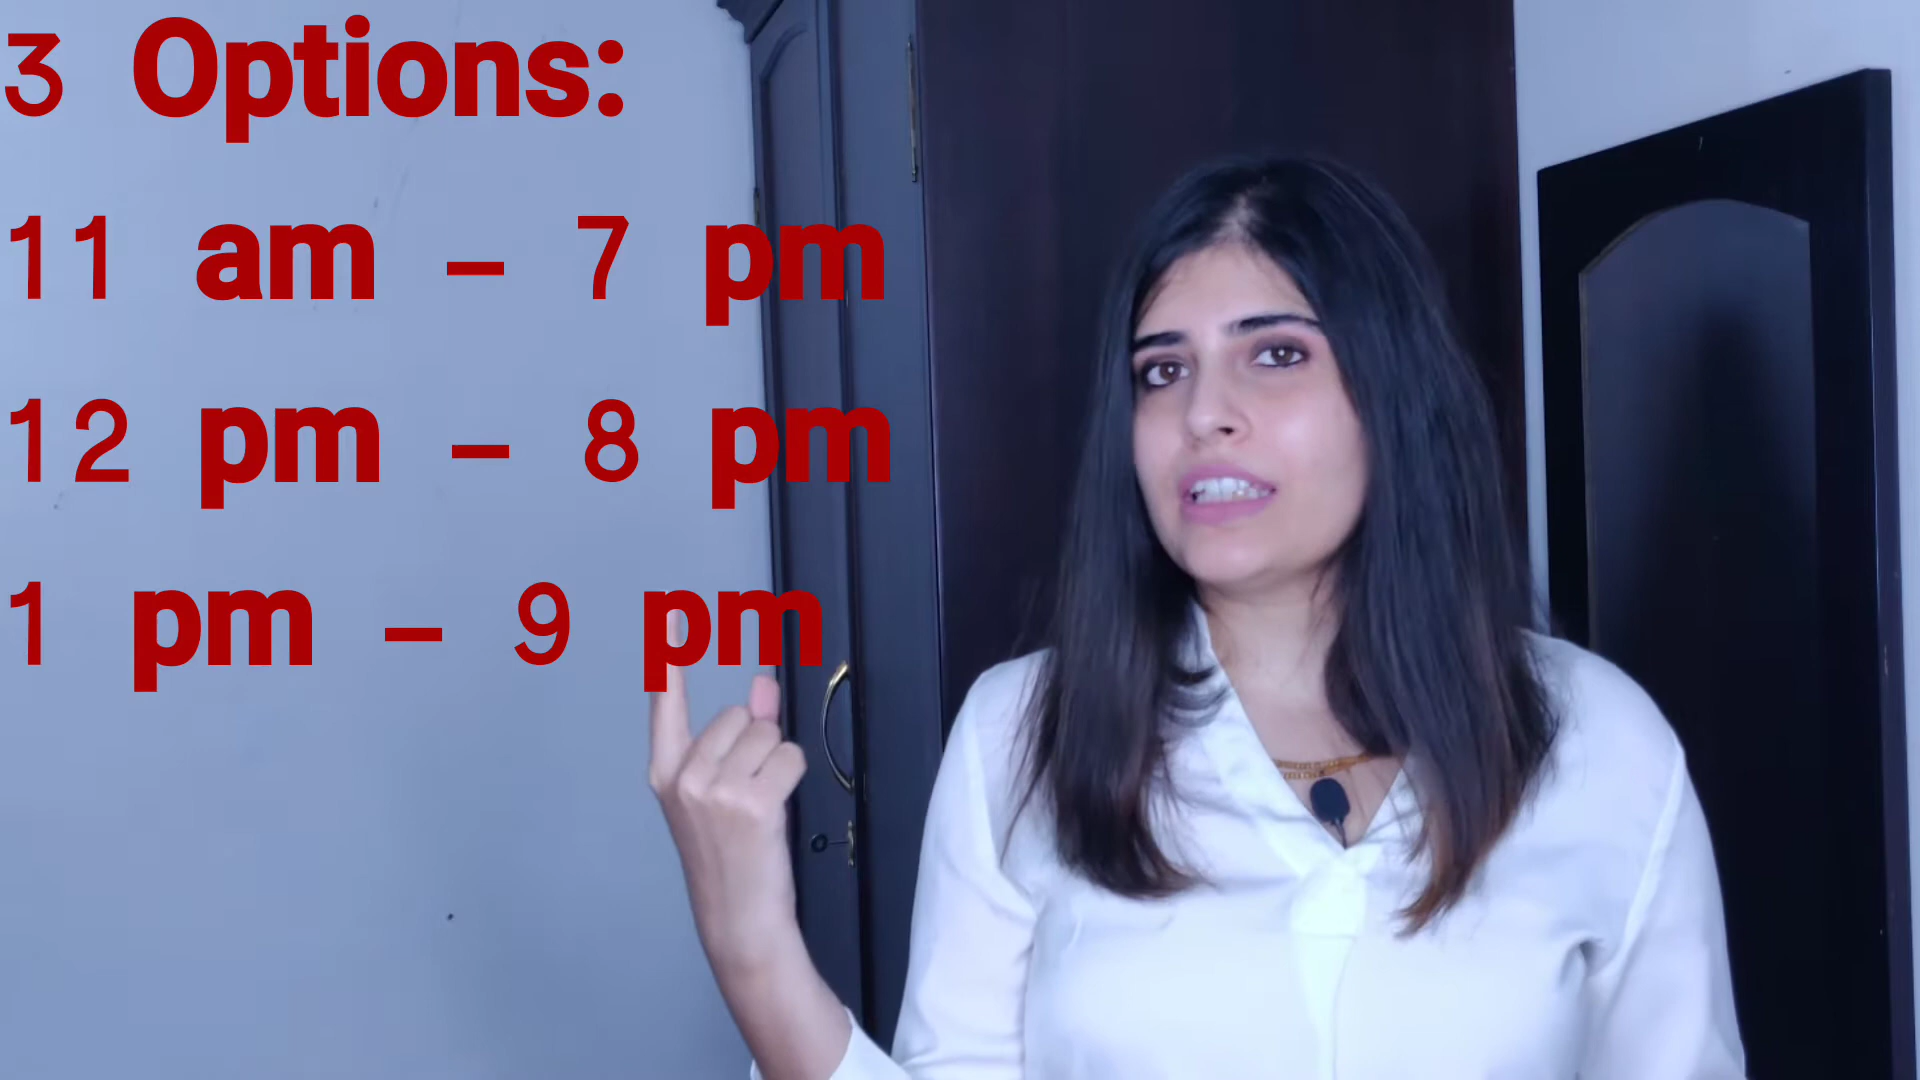 3 Options:
11 am – 7 pm
12 pm – 8 pm
1 pm – 9 pm